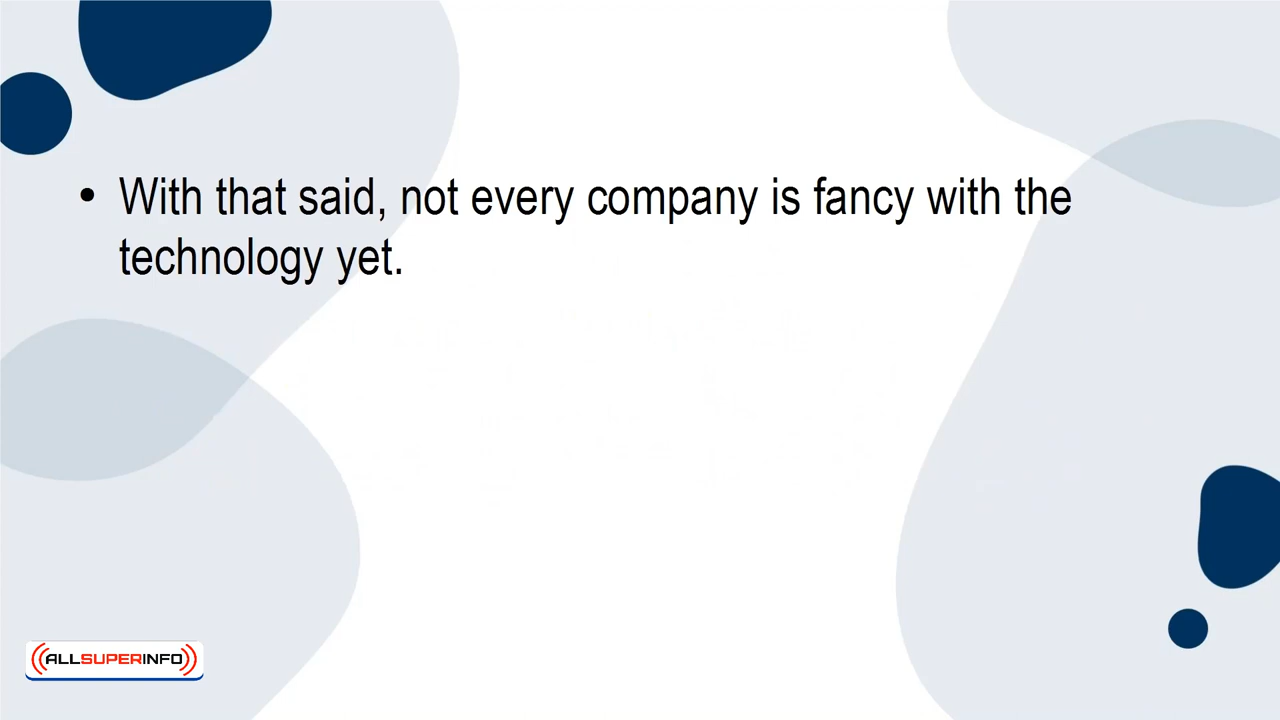 • With that said, not every company is fancy with the
technology yet.
ALLSUPERINFO